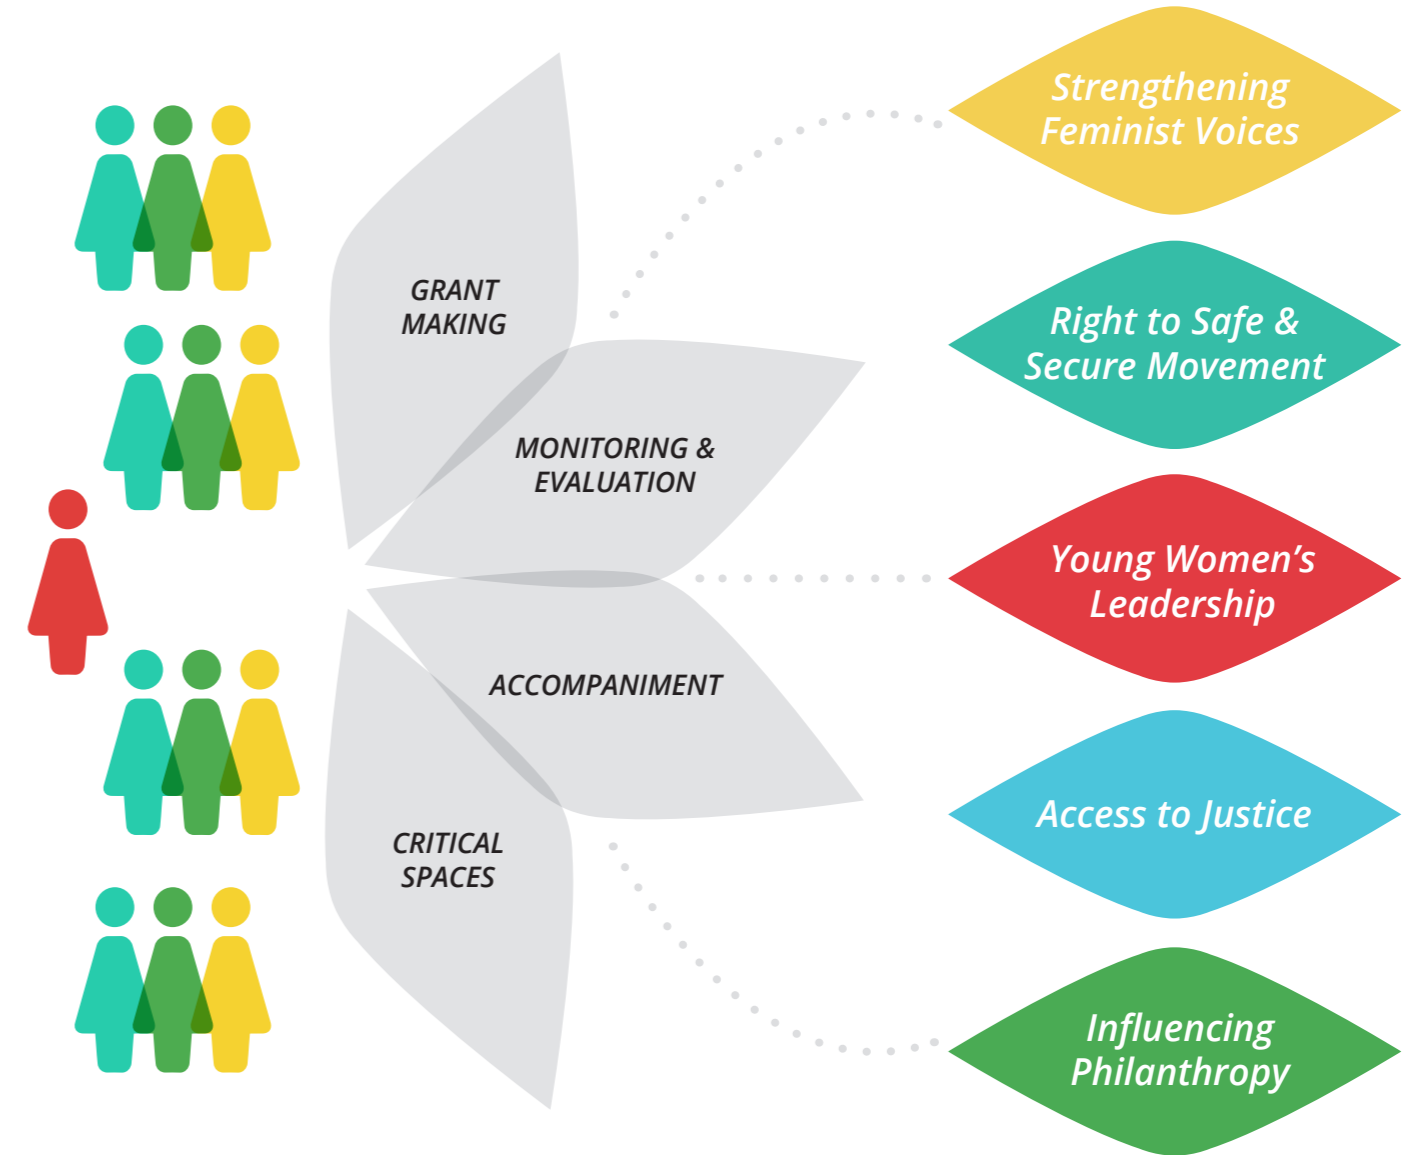 GRANT
MAKING
MONITORING &
EVALUATION
ACCOMPANIMENT
CRITICAL
SPACES
Strengthening
Feminist Voices
Right to Safe &
Secure Movement
Young Women’s
Leadership
Access to Justice
Influencing
Philanthropy